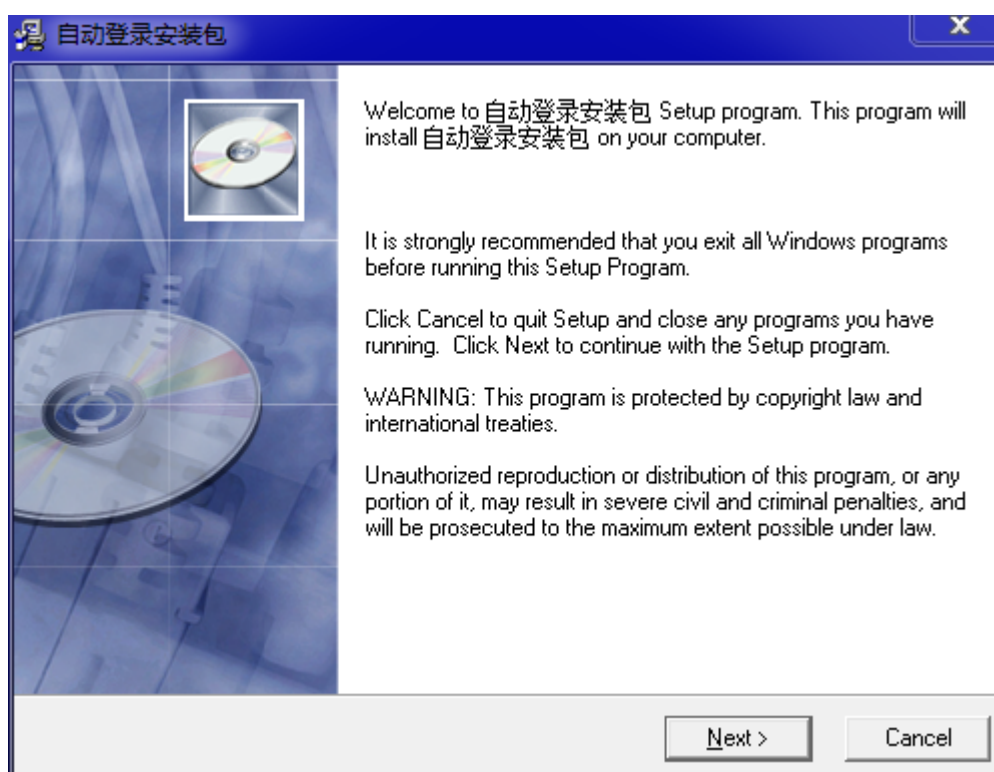 自动登录安装包
Welcome to 自动登录安装包 Setup program. This program will
install 自动登录安装包 on your computer.
It is strongly recommended that you exit all Windows programs
before running this Setup Program.
Click Cancel to quit Setup and close any programs you have
running. Click Next to continue with the Setup program.
WARNING: This program is protected by copyright law and
international treaties.
Unauthorized reproduction or distribution of this program, or any
portion of it, may result in severe civil and criminal penalties, and
will be prosecuted to the maximum extent possible under law.
Next >
Cancel